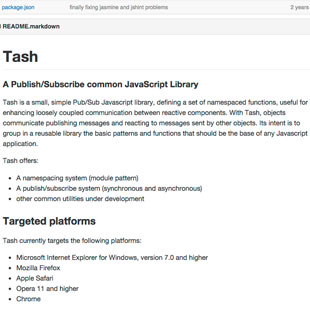 package.json finally fixing jasmine and jshint problems 2 years
README.markdown
Tash
A Publish/Subscribe common JavaScript Library
Tash is a small, simple Pub/Sub Javascript library, defining a set of namespaced functions, useful for
enhancing loosely coupled communication between reactive components. With Tash, objects
communicate publishing messages and reacting to messages sent by other objects. Its intent is to
group in a reusable library the basic patterns and functions that should be the base of any Javascript
application.
Tash offers:
• A namespacing system (module pattern)
• A publish/subscribe system (synchronous and asynchronous)
• other common utilities under development
Targeted platforms
Tash currently targets the following platforms:
• Microsoft Internet Explorer for Windows, version 7.0 and higher
• Mozilla Firefox
• Apple Safari
• Opera 11 and higher
• Chrome